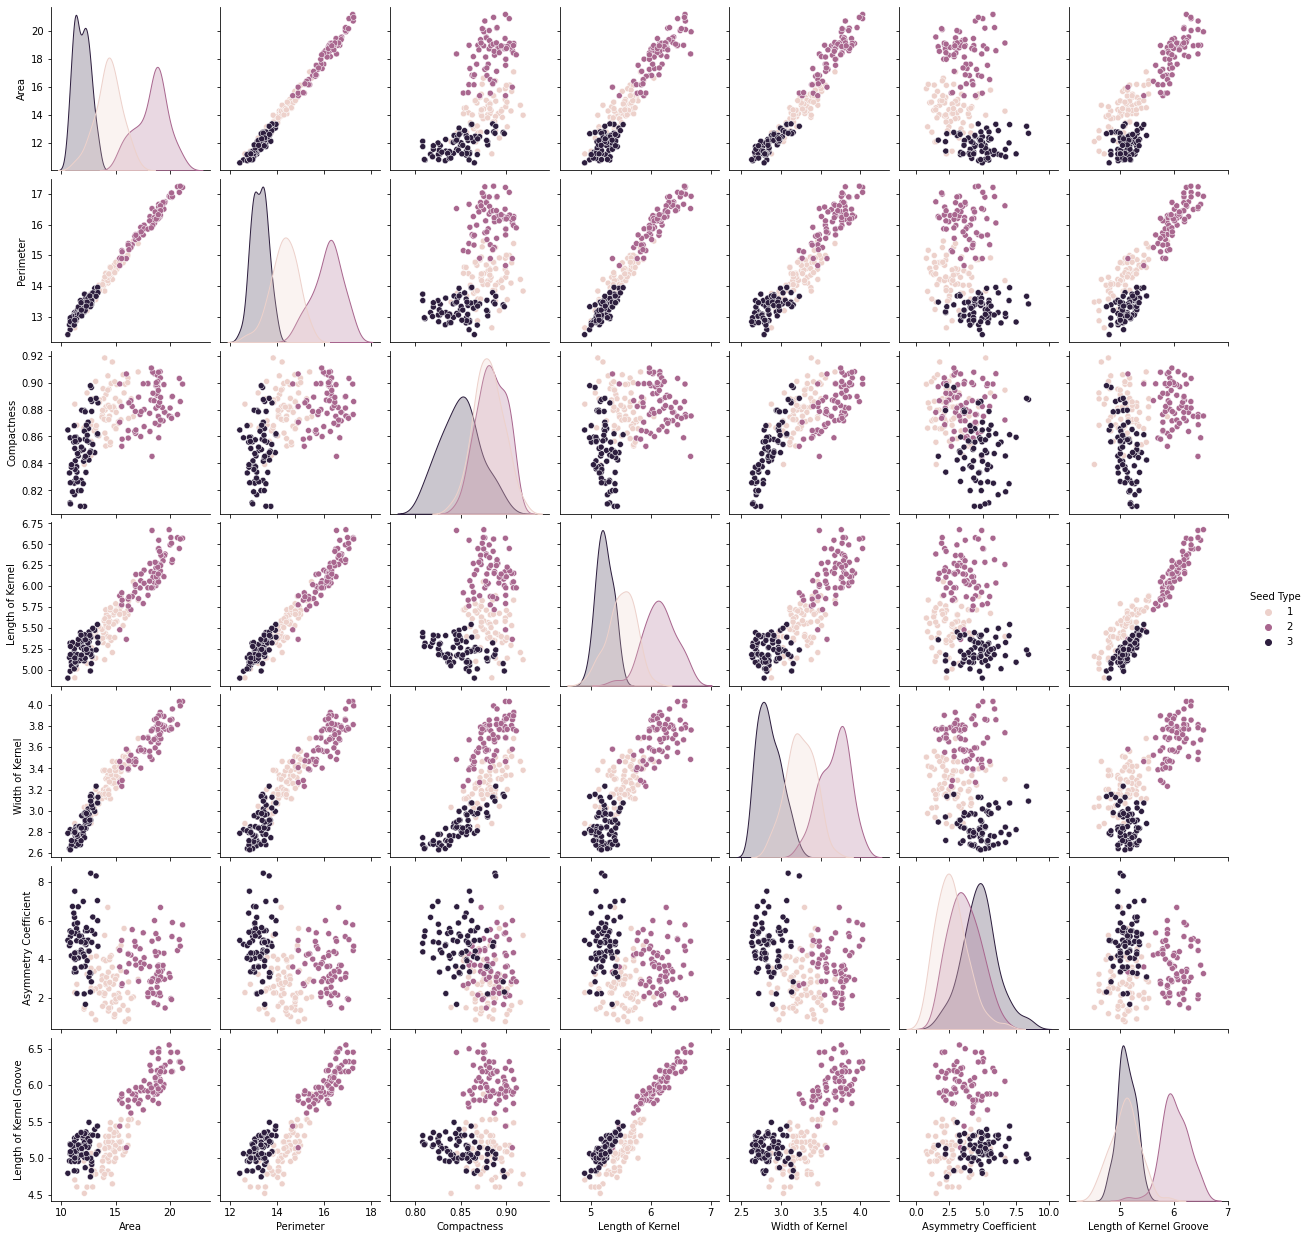 20
18
16
14
12
Area
17
16
15
14
13
Perimeter
0.92
0.90
0.88
0.86
0.84
0.82
Compactness
6.75
6.50
6.25
6.00
5.75
5.50
5.25
5.00
Length of Kernel
Seed Type
1
2
3
4.0
3.8
3.6
3.4
3.2
3.0
2.8
2.6
Width of Kernel
8
6
4
2
Asymmetry Coefficient
6.5
6.0
5.5
5.0
4.5
Length of Kernel Groove
10 15 20
12 14 16 18
0.80 0.85 0.90
5 6 7
2.5 3.0 3.5 4.0
0.0 2.5 5.0 7.5 10.0
5 6 7
Area
Perimeter
Compactness
Length of Kernel
Width of Kernel
Asymmetry Coefficient
Length of Kernel Groove